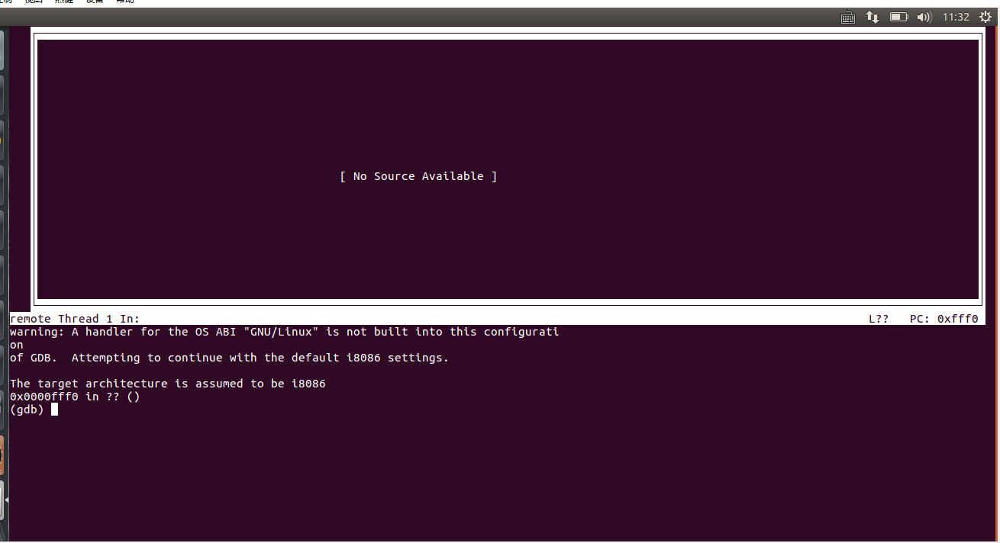 视图 热键 设备 帮助
11:32
[ No Source Available ]
remote Thread 1 In: L?? PC: 0xfff0
warning: A handler for the OS ABI "GNU/Linux" is not built into this configurati
on
of GDB.  Attempting to continue with the default i8086 settings.
The target architecture is assumed to be i8086
0x0000fff0 in ?? ()
(gdb)